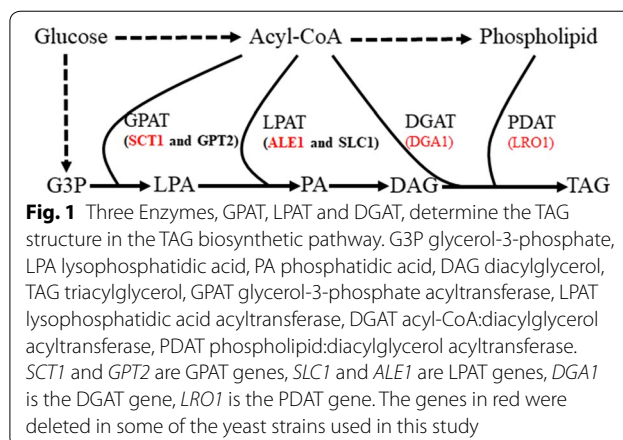 Glucose Acyl-CoA Phospholipid
GPAT LPAT DGAT PDAT
(SCT1 and GPT2) (ALE1 and SLC1) (DGA1) (LRO1)
G3P LPA PA DAG TAG
Fig. 1 Three Enzymes, GPAT, LPAT and DGAT, determine the TAG
structure in the TAG biosynthetic pathway. G3P glycerol-3-phosphate,
LPA lysophosphatidic acid, PA phosphatidic acid, DAG diacylglycerol,
TAG triacylglycerol, GPAT glycerol-3-phosphate acyltransferase, LPAT
lysophosphatidic acid acyltransferase, DGAT acyl-CoA:diacylglycerol
acyltransferase, PDAT phospholipid:diacylglycerol acyltransferase.
SCT1 and GPT2 are GPAT genes, SLC1 and ALE1 are LPAT genes, DGA1
is the DGAT gene, LRO1 is the PDAT gene. The genes in red were
deleted in some of the yeast strains used in this study